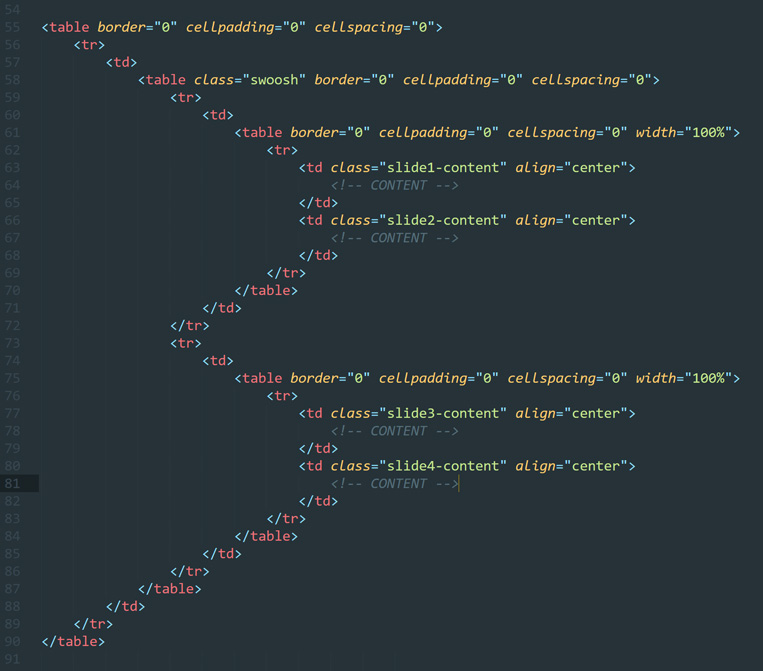 54
55 <table border="0" cellpadding="0" cellspacing="0">
56 <tr>
57 <td>
58 <table class="swoosh" border="0" cellpadding="0" cellspacing="0">
59 <tr>
60 <td>
61 <table border="0" cellpadding="0" cellspacing="0" width="100%">
62 <tr>
63 <td class="slide1-content" align="center">
64 <!-- CONTENT -->
65 </td>
66 <td class="slide2-content" align="center">
67 <!-- CONTENT -->
68 </td>
69 </tr>
70 </table>
71 </td>
72 </tr>
73 <tr>
74 <td>
75 <table border="0" cellpadding="0" cellspacing="0" width="100%">
76 <tr>
77 <td class="slide3-content" align="center">
78 <!-- CONTENT -->
79 </td>
80 <td class="slide4-content" align="center">
81 <!-- CONTENT -->
82 </td>
83 </tr>
84 </table>
85 </td>
86 </tr>
87 </table>
88 </td>
89 </tr>
90 </table>
91